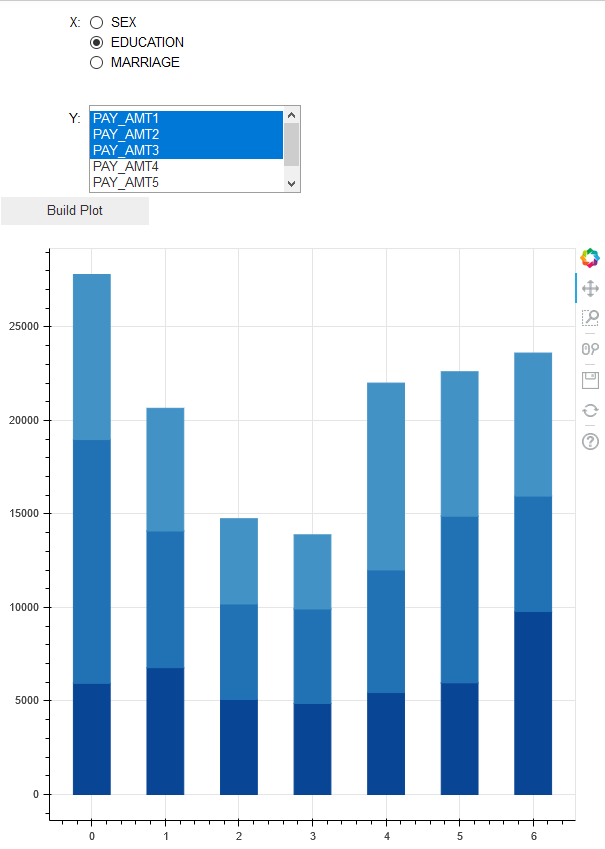 X: SEX
EDUCATION
MARRIAGE
Y: PAY_AMT1
PAY_AMT2
PAY_AMT3
PAY_AMT4
PAY_AMT5
Build Plot
25000
20000
15000
10000
5000
0
0 1 2 3 4 5 6